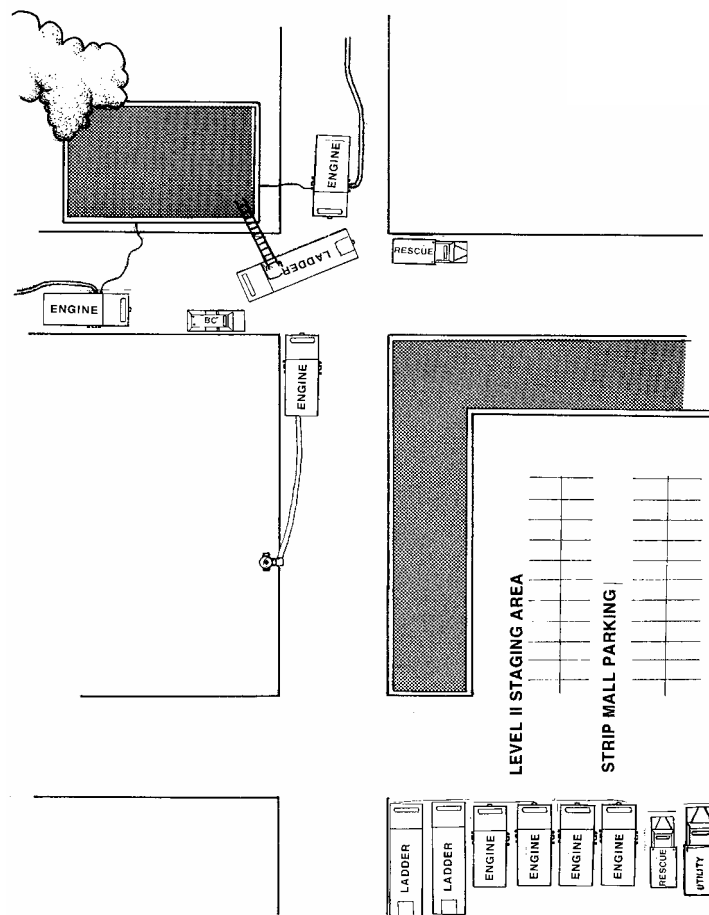 ENGINE
LADDER
RESCUE
ENGINE
BC
ENGINE
LEVEL II STAGING AREA
STRIP MALL PARKING
LADDER
LADDER
ENGINE
ENGINE
ENGINE
ENGINE
RESCUE
UTILITY